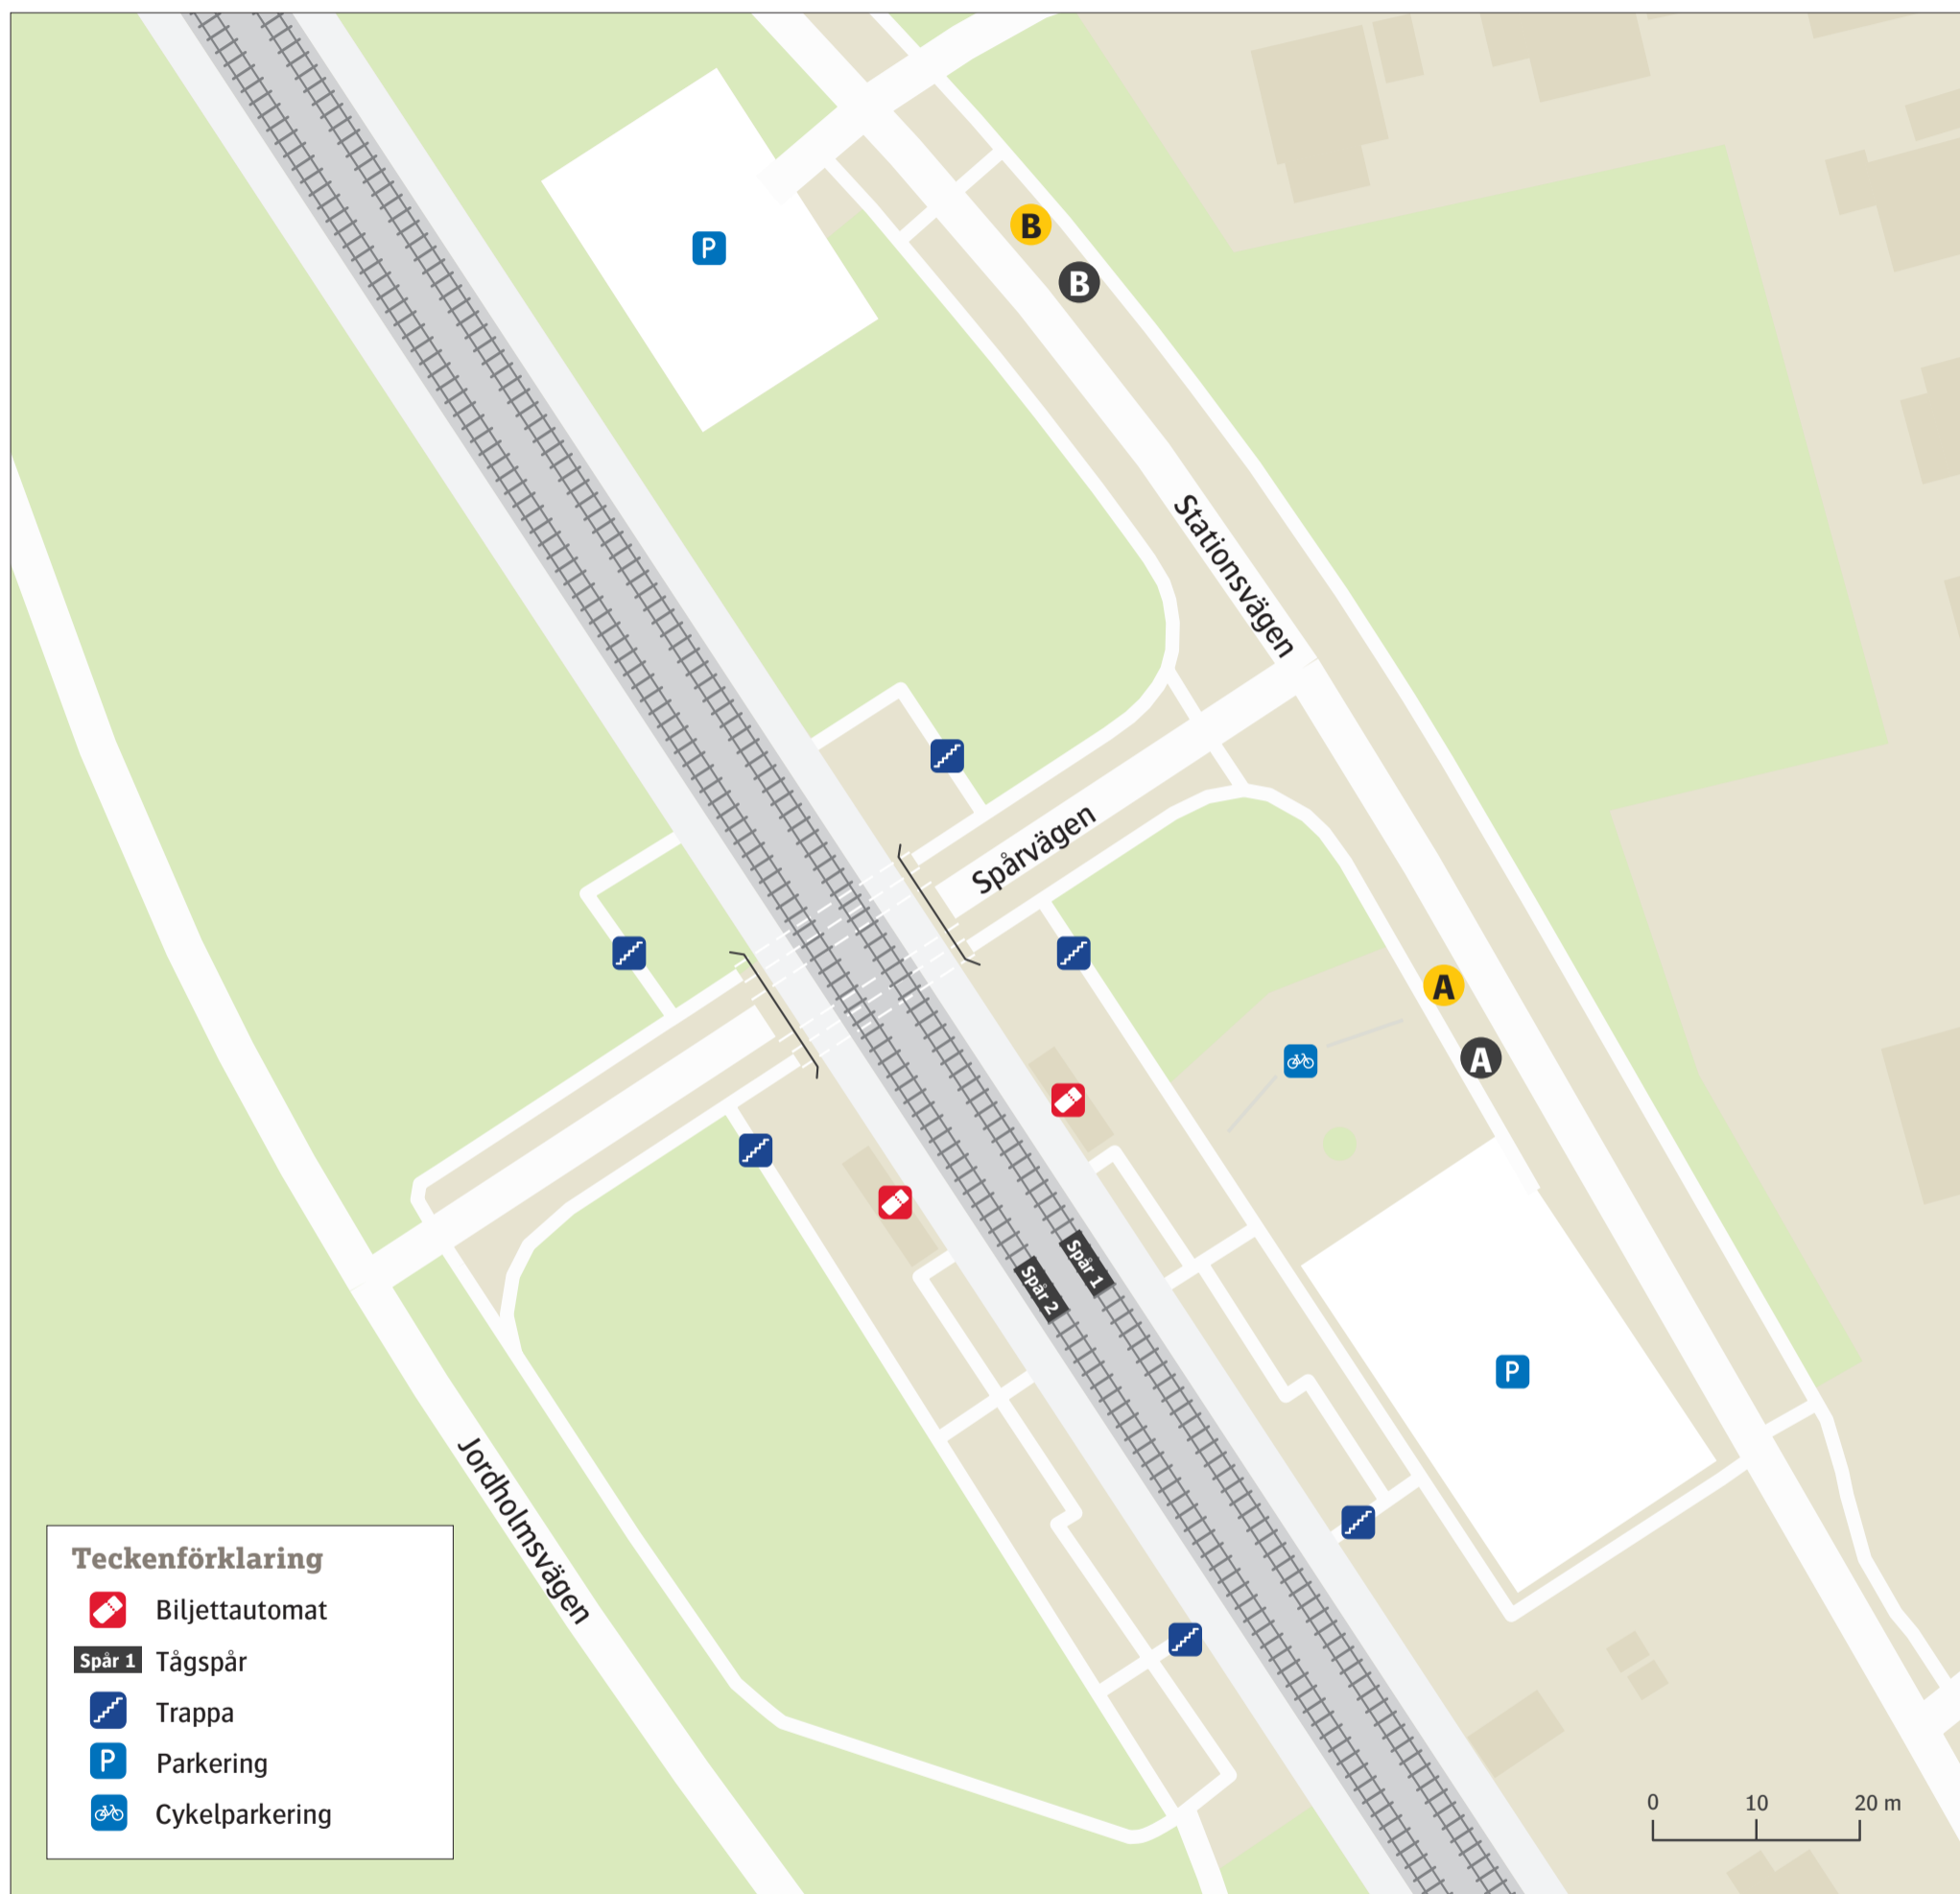 P
B
B
Stationsvägen
Spårvägen
A
A
Spår 1
Spår 2
P
Jordholmsvägen
Teckenförklaring
Biljettautomat
Spår 1 Tågspår
Trappa
P Parkering
Cykelparkering
0 10 20 m